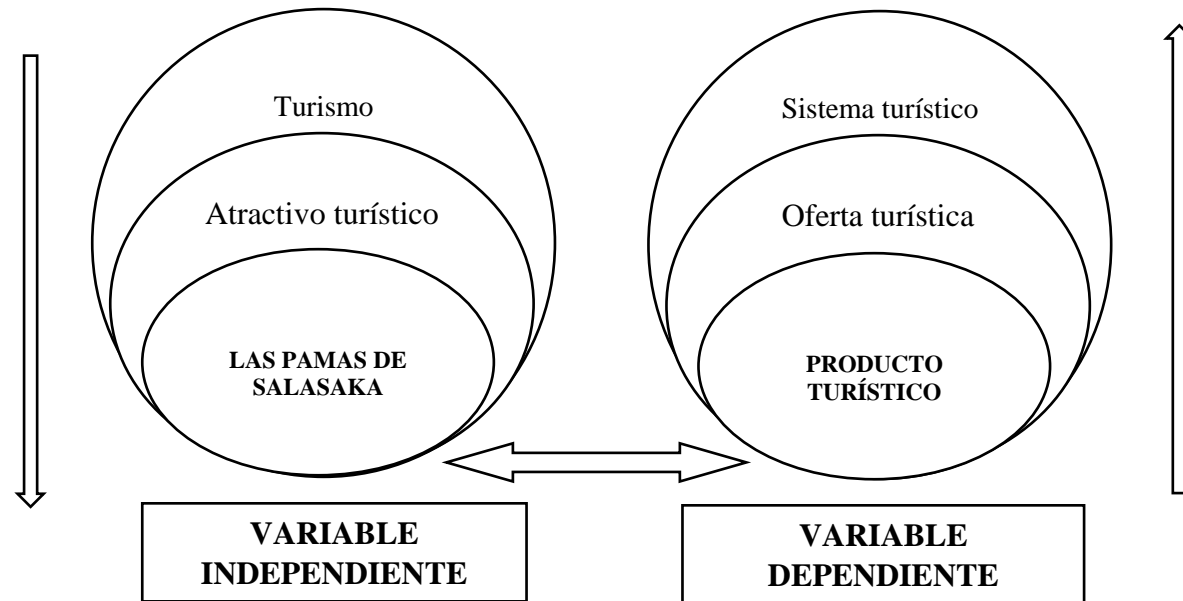 Turismo
Atractivo turístico
LAS PAMAS DE
SALASAKA
VARIABLE
INDEPENDIENTE
Sistema turístico
Oferta turística
PRODUCTO
TURÍSTICO
VARIABLE
DEPENDIENTE